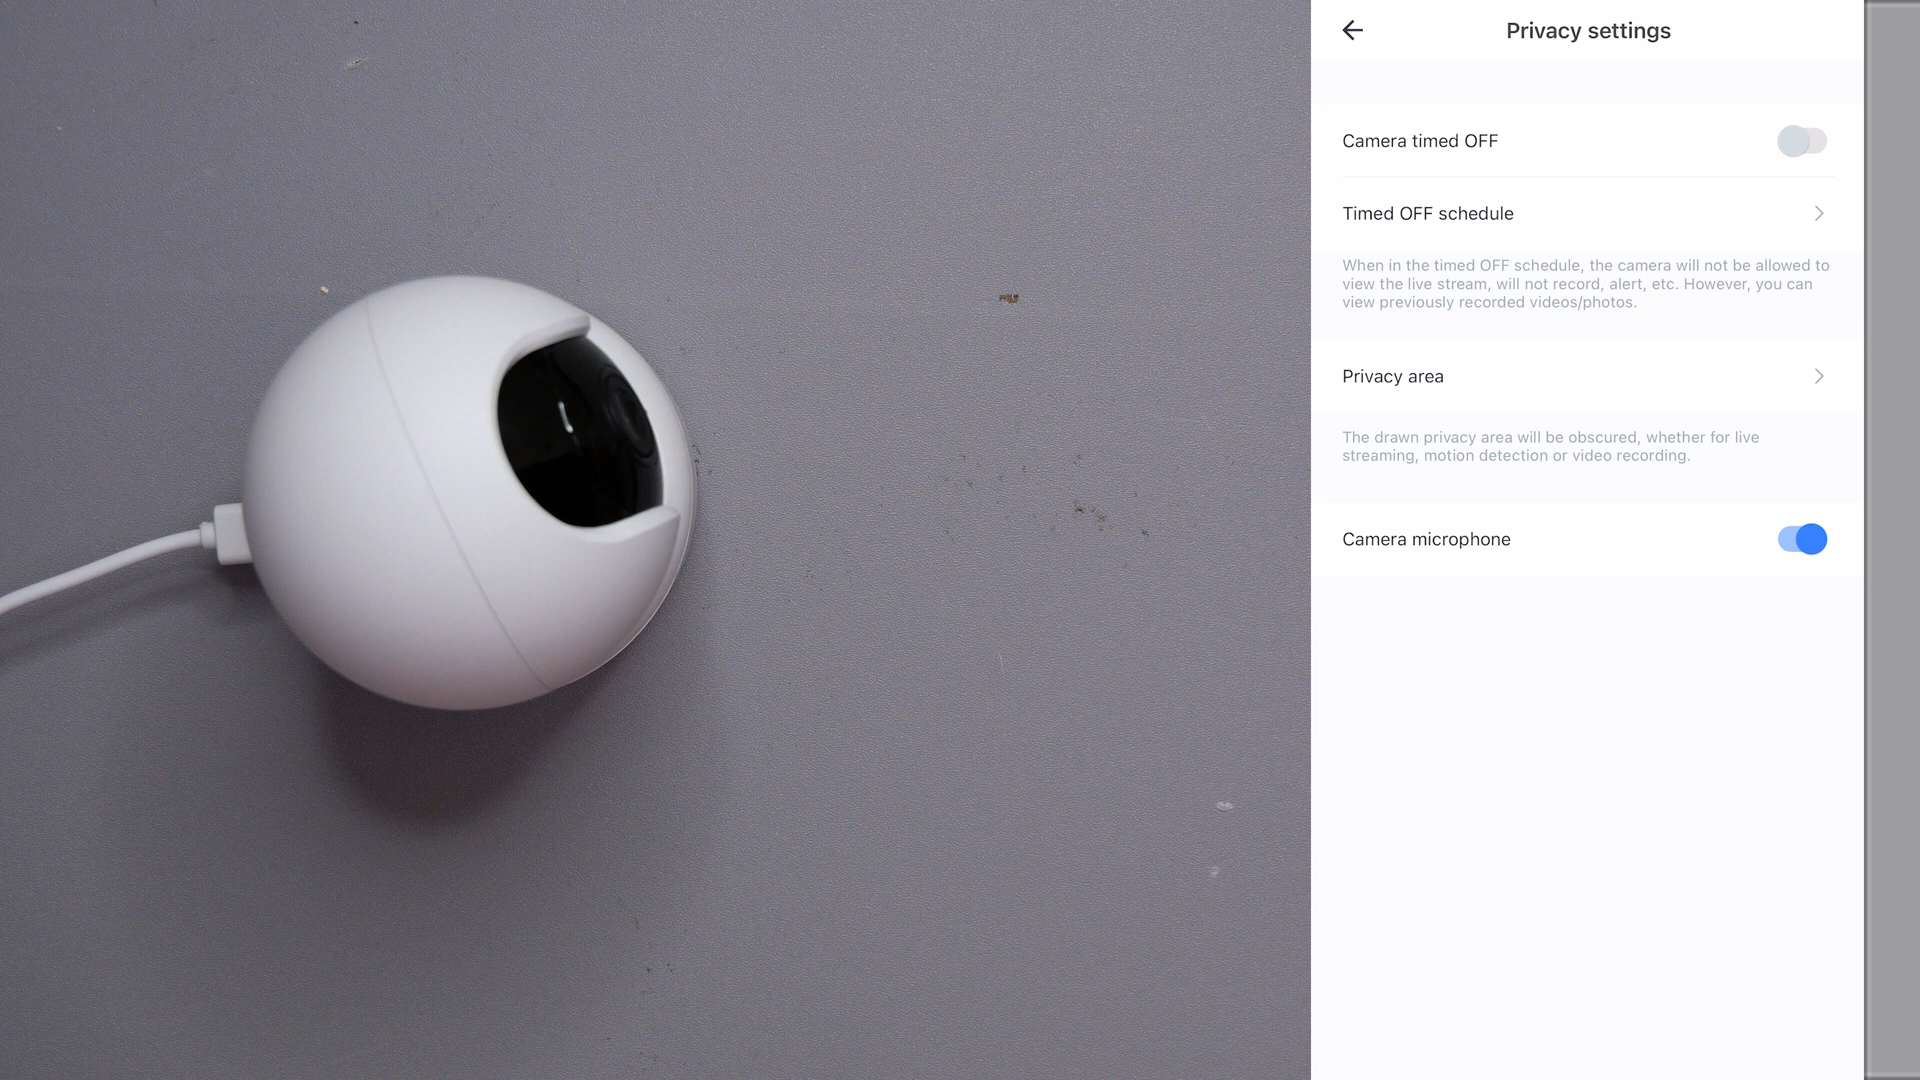 Privacy settings
Camera timed OFF
Timed OFF schedule
When in the timed OFF schedule, the camera will not be allowed to
view the live stream, will not record, alert, etc. However, you can
view previously recorded videos/photos.
Privacy area
The drawn privacy area will be obscured, whether for live
streaming, motion detection or video recording.
Camera microphone